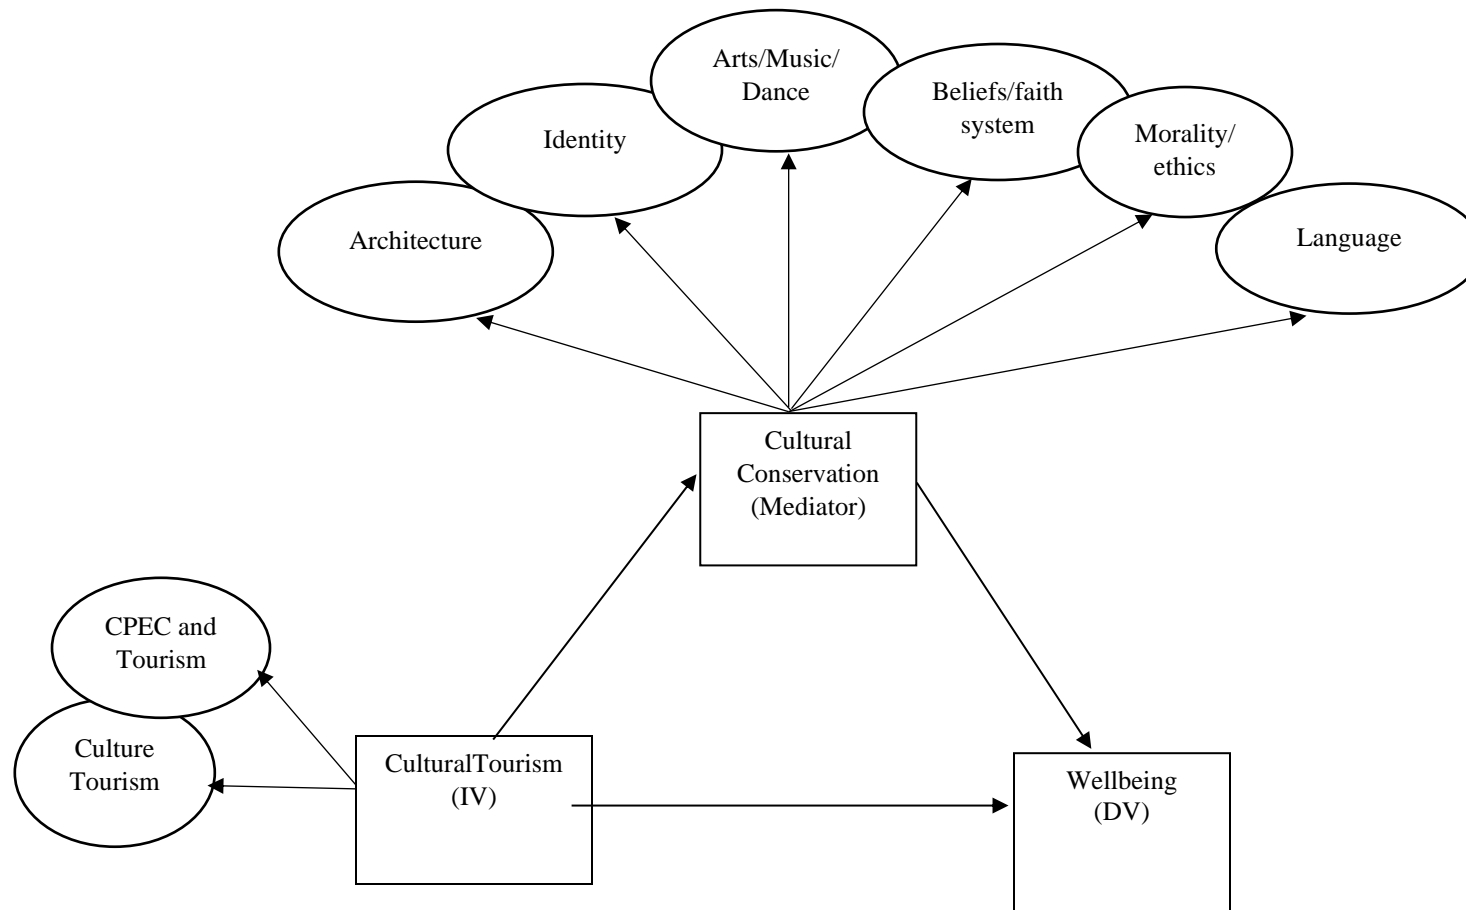 Arts/Music/
Dance
Beliefs/faith
system
Identity
Morality/
ethics
Architecture
Language
Cultural
Conservation
(Mediator)
CPEC and
Tourism
Culture
Tourism
CulturalTourism
(IV)
Wellbeing
(DV)